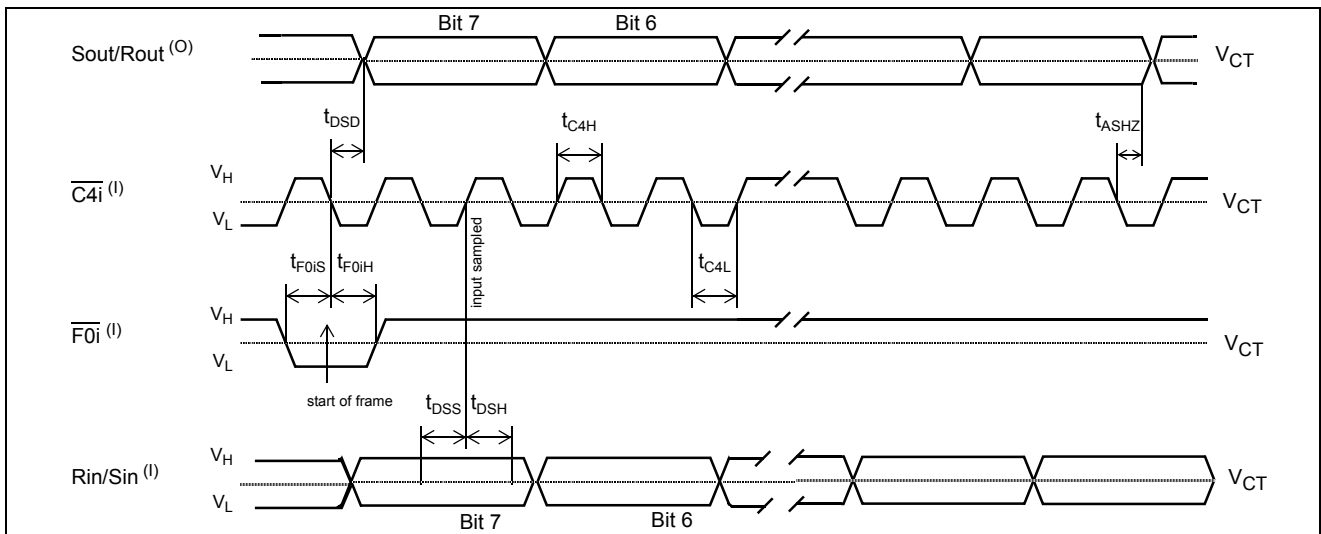 Bit 7 Bit 6
Sout/Rout (O) VCT
tDSD tC4H tASHZ
VH
C4i (I) VCT
VL
tF0iS tF0iH input sampled tC4L
VH
F0i (I) VCT
VL
start of frame tDSS tDSH
VH
Rin/Sin (I) VCT
VL
Bit 7 Bit 6